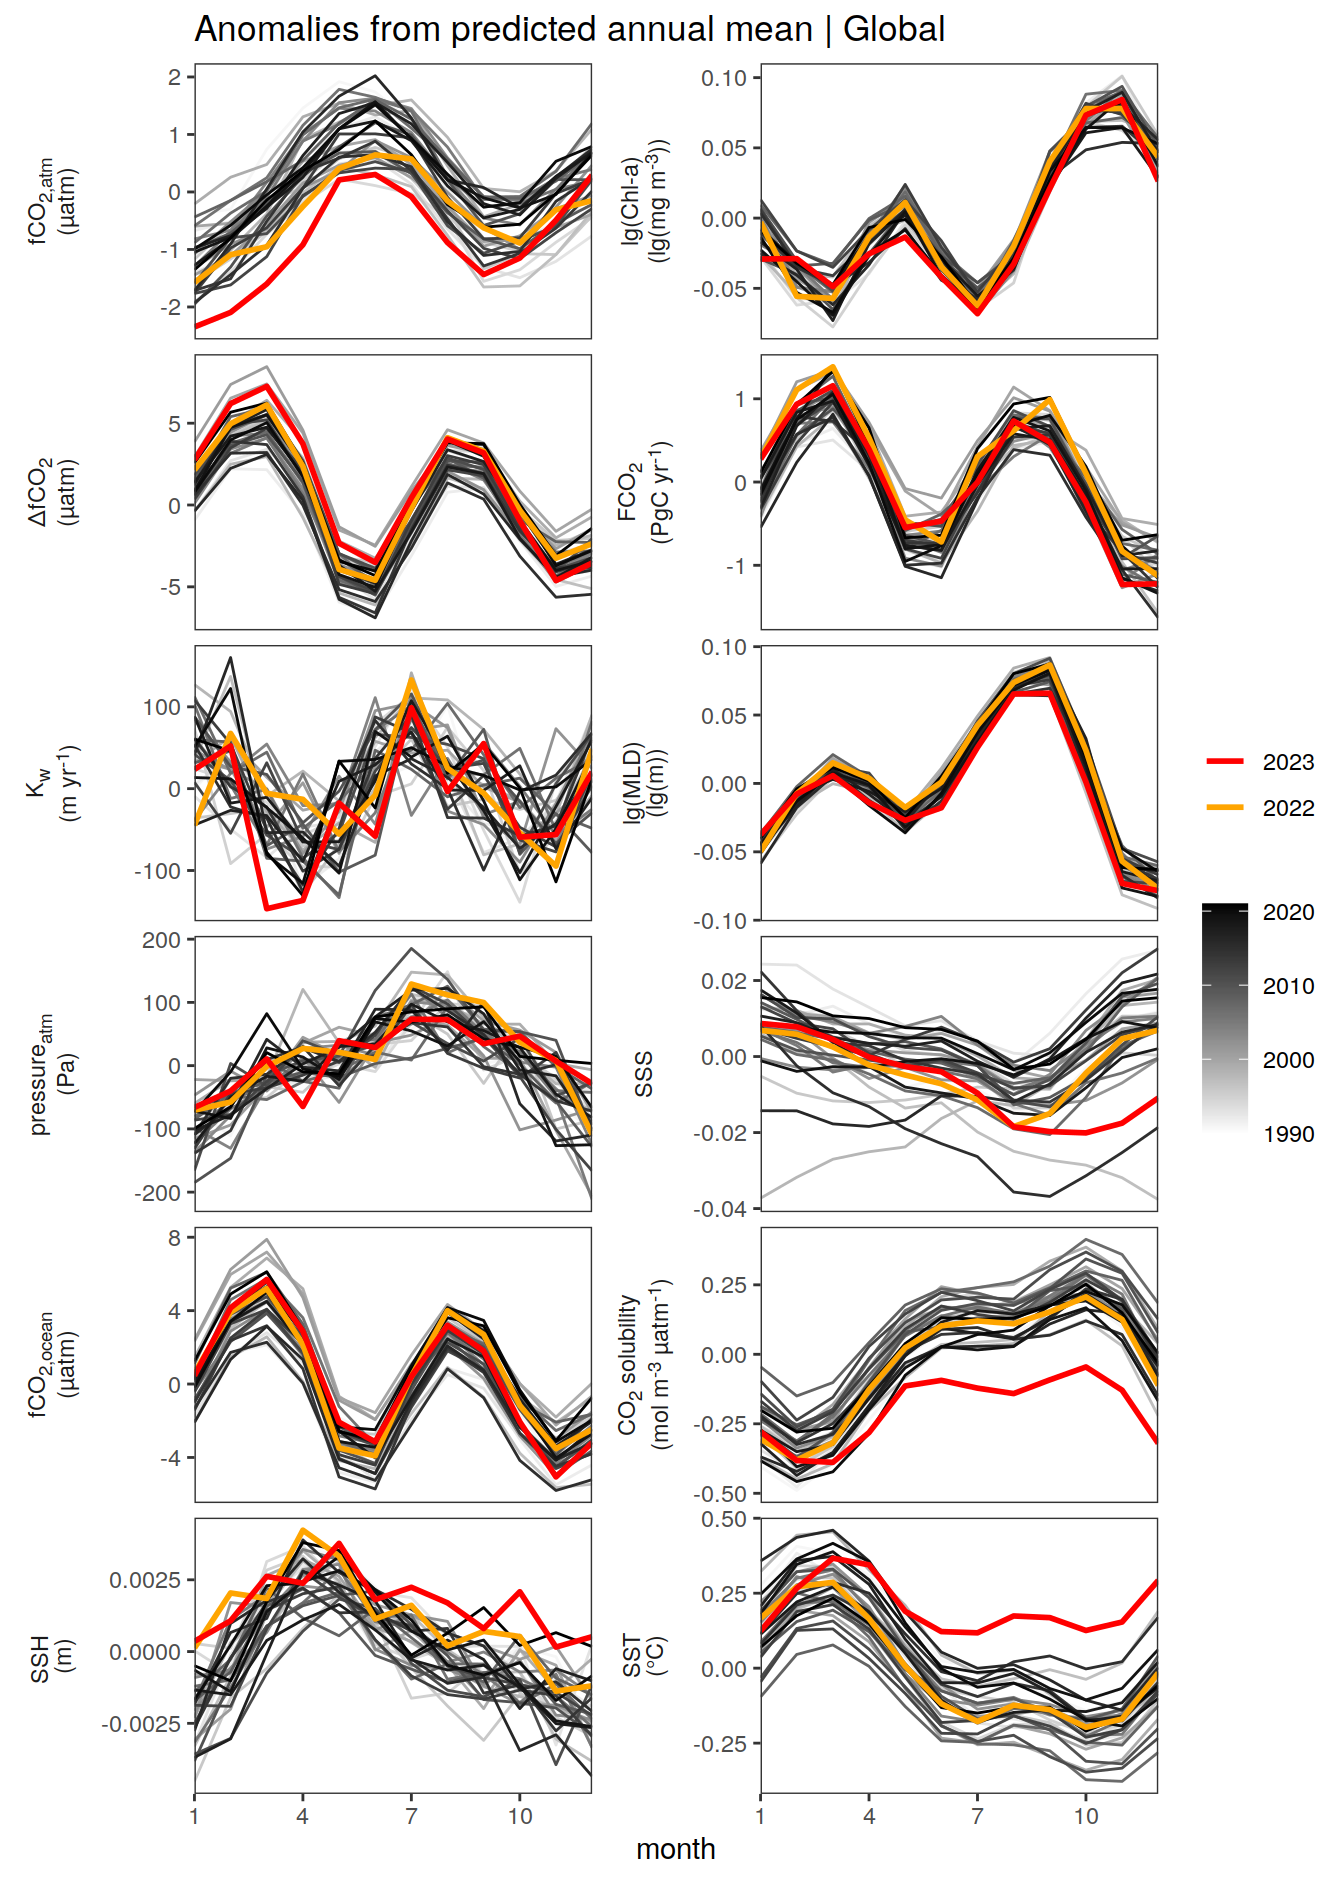 Anomalies from predicted annual mean | Global
fCO2,atm
(µatm)
2
1
0
-1
-2
lg(Chl-a)
(lg(mg m-3))
0.10
0.05
0.00
-0.05
ΔfCO2
(µatm)
5
0
-5
FCO2
(PgC yr-1)
1
0
-1
Kw
(m yr-1)
100
0
-100
lg(MLD)
(lg(m))
0.10
0.05
0.00
-0.05
-0.10
pressureatm
(Pa)
200
100
0
-100
-200
SSS
0.02
0.00
-0.02
-0.04
fCO2,ocean
(µatm)
8
4
0
-4
CO2 solubility
(mol m-3 µatm-1)
0.25
0.00
-0.25
-0.50
SSH
(m)
0.0025
0.0000
-0.0025
SST
(°C)
0.50
0.25
0.00
-0.25
1 4 7 10
1 4 7 10
month
2023
2022
2020
2010
2000
1990